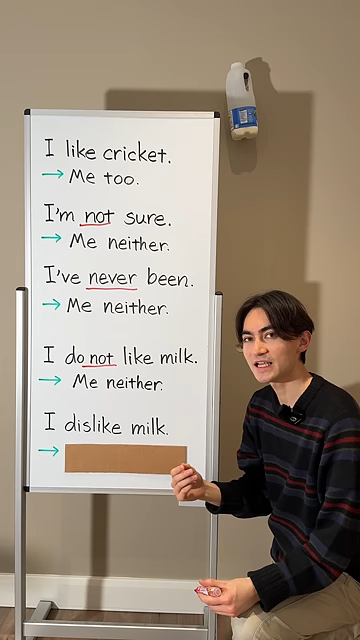 I like cricket.
→ Me too.
I'm not sure.
→ Me neither.
I've never been.
→ Me neither.
I do not like milk.
→ Me neither.
I dislike milk.
→